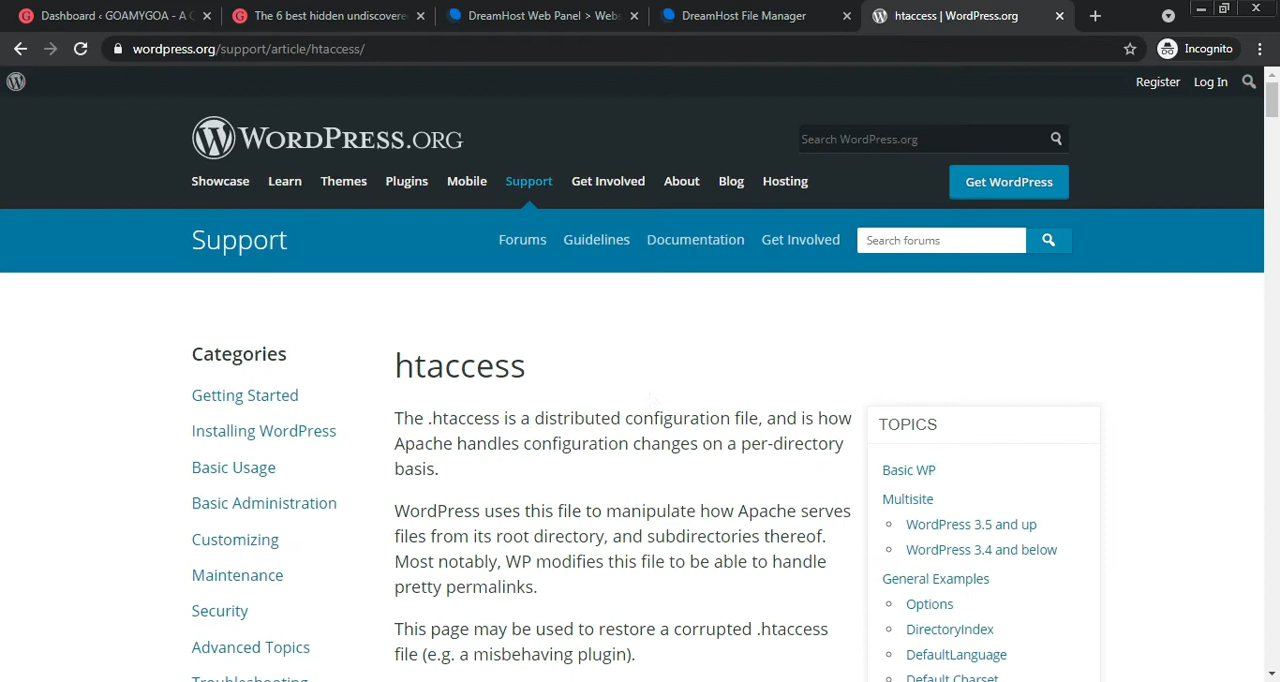 Dashboard ‹ GOAMYGOA - A C
The 6 best hidden undiscovere
DreamHost Web Panel > Webs
DreamHost File Manager
htaccess | WordPress.org
wordpress.org/support/article/htaccess/
Incognito
Register Log In
WORDPRESS.ORG
Search WordPress.org
Showcase Learn Themes Plugins Mobile Support Get Involved About Blog Hosting
Get WordPress
Support
Forums Guidelines Documentation Get Involved
Search forums
Categories
Getting Started
Installing WordPress
Basic Usage
Basic Administration
Customizing
Maintenance
Security
Advanced Topics
Troubleshooting
htaccess
The .htaccess is a distributed configuration file, and is how
Apache handles configuration changes on a per-directory
basis.
WordPress uses this file to manipulate how Apache serves
files from its root directory, and subdirectories thereof.
Most notably, WP modifies this file to be able to handle
pretty permalinks.
This page may be used to restore a corrupted .htaccess
file (e.g. a misbehaving plugin).
TOPICS
Basic WP
Multisite
WordPress 3.5 and up
WordPress 3.4 and below
General Examples
Options
DirectoryIndex
DefaultLanguage
Default Charset